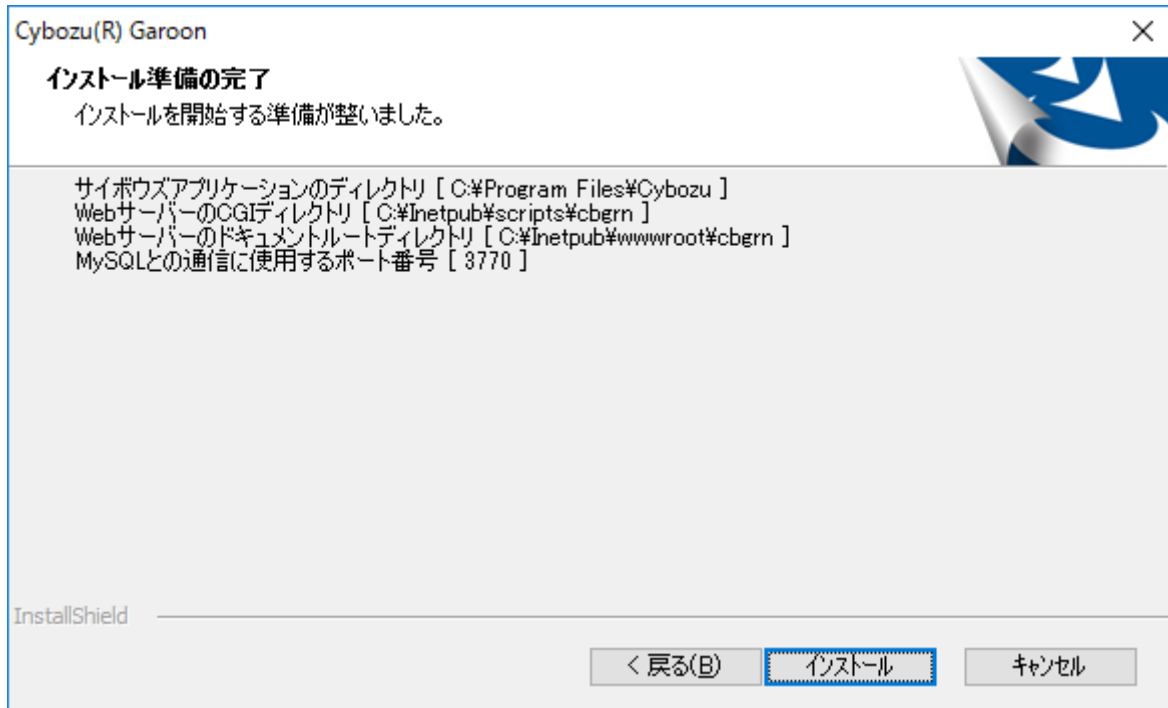 Cybozu(R) Garoon
インストール準備の完了
インストールを開始する準備が整いました。
サイボウズアプリケーションのディレクトリ [ C:¥Program Files¥Cybozu ]
WebサーバーのCGIディレクトリ [ C:¥Inetpub¥scripts¥cbgrn ]
Webサーバーのドキュメントルートディレクトリ [ C:¥Inetpub¥wwwroot¥cbgrn ]
MySQLとの通信に使用するポート番号 [ 3770 ]
InstallShield
< 戻る(B)
インストール
キャンセル